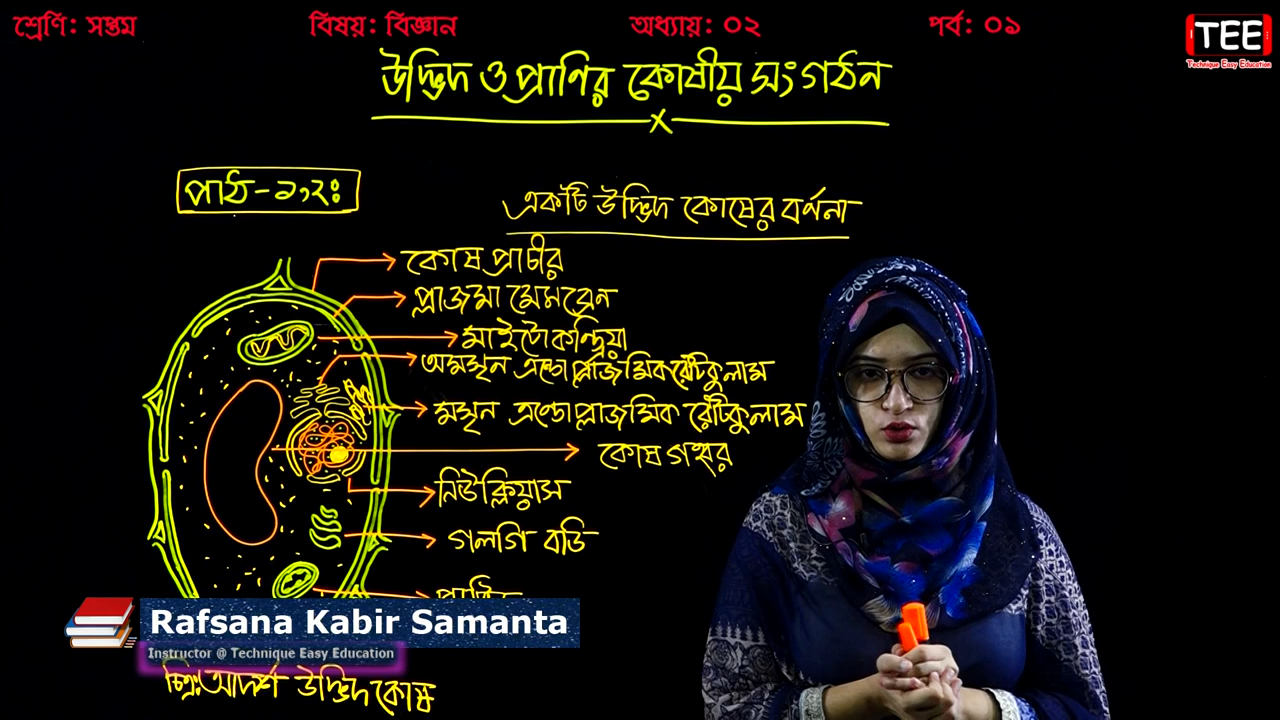 শ্রেণি: সপ্তম বিষয়: বিজ্ঞান অধ্যায়: ০২ পর্ব: ০১
TEE
Technique Easy Education
উদ্ভিদ ও প্রাণির কোষীয় সংগঠন
পাঠ-১,২ঃ
একটি উদ্ভিদ কোষের বর্ণনা
কোষ প্রাচীর
প্লাজমা মেমব্রেন
মাইটোকন্ড্রিয়া
অমসৃন এন্ডোপ্লাজমিক রেটিকুলাম
মসৃন এন্ডোপ্লাজমিক রেটিকুলাম
কোষ গহ্বর
নিউক্লিয়াস
গলগি বডি
Rafsana Kabir Samanta
Instructor @ Technique Easy Education
চিত্র: আদর্শ উদ্ভিদ কোষ